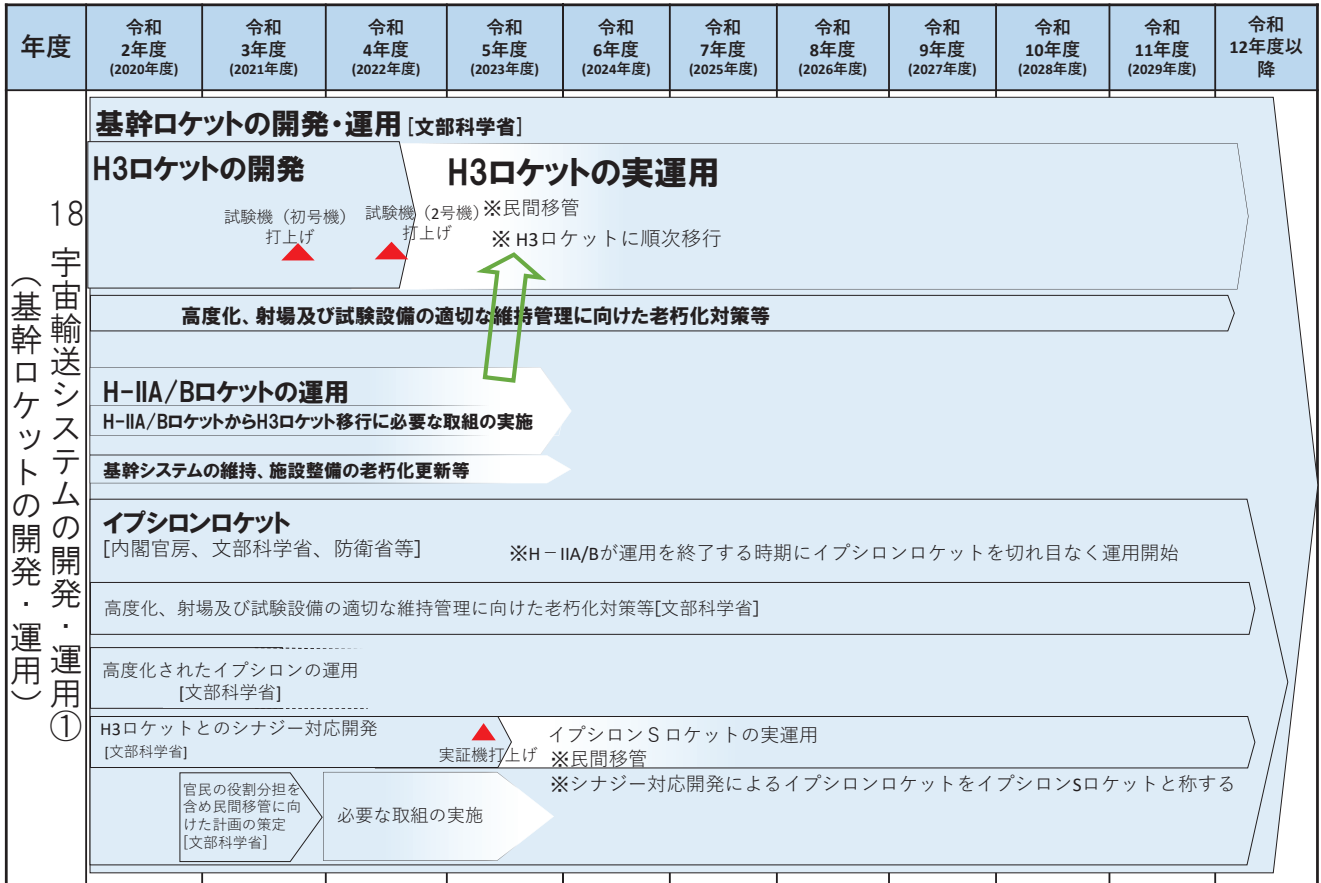 年度
令和
2年度
(2020年度)
令和
3年度
(2021年度)
令和
4年度
(2022年度)
令和
5年度
(2023年度)
令和
6年度
(2024年度)
令和
7年度
(2025年度)
令和
8年度
(2026年度)
令和
9年度
(2027年度)
令和
10年度
(2028年度)
令和
11年度
(2029年度)
令和
12年度以
降
18 宇宙輸送システムの開発・運用①
（基幹ロケットの開発・運用）
基幹ロケットの開発・運用 [文部科学省]
H3ロケットの開発
H3ロケットの実運用
試験機（初号機）
打上げ
試験機（2号機）
打上げ
※民間移管
※ H3ロケットに順次移行
高度化、射場及び試験設備の適切な維持管理に向けた老朽化対策等
H-IIA/Bロケットの運用
H-IIA/BロケットからH3ロケット移行に必要な取組の実施
基幹システムの維持、施設整備の老朽化更新等
イプシロンロケット
[内閣官房、文部科学省、防衛省等]
※H－IIA/Bが運用を終了する時期にイプシロンロケットを切れ目なく運用開始
高度化、射場及び試験設備の適切な維持管理に向けた老朽化対策等[文部科学省]
高度化されたイプシロンの運用
[文部科学省]
H3ロケットとのシナジー対応開発
[文部科学省]
実証機打上げ
イプシロンＳロケットの実運用
※民間移管
※シナジー対応開発によるイプシロンロケットをイプシロンSロケットと称する
官民の役割分担を
含め民間移管に向
けた計画の策定
[文部科学省]
必要な取組の実施